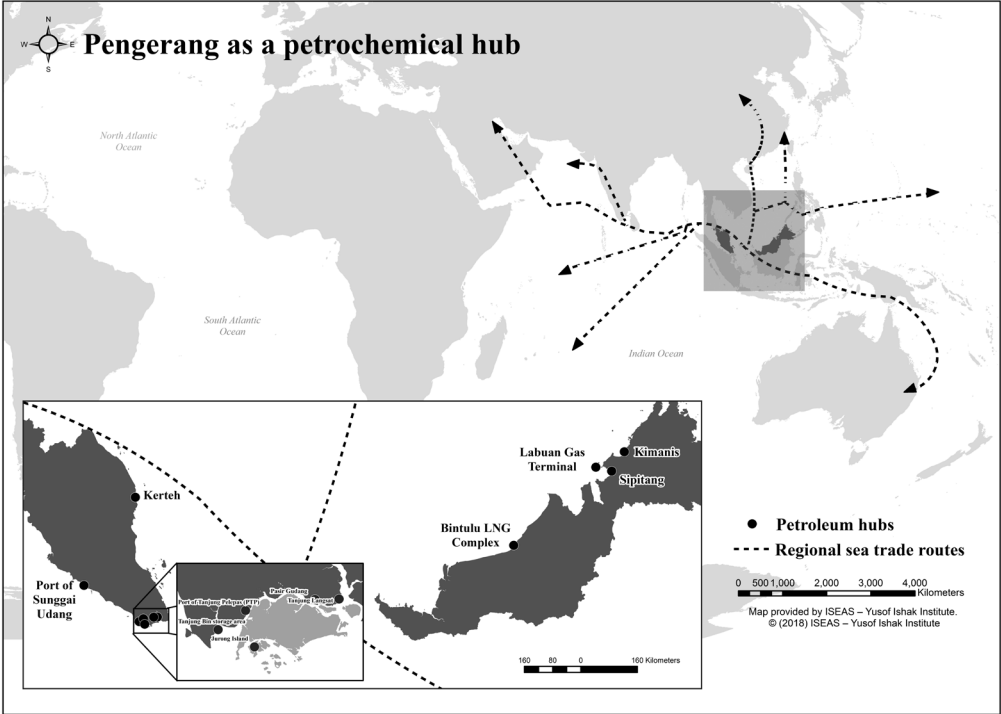 N
W
E
S
Pengerang as a petrochemical hub
North Atlantic
Ocean
South Atlantic
Ocean
Indian Ocean
Kerteh
Port of
Sunggai
Udang
Labuan Gas
Terminal
Kimanis
Sipitang
Bintulu LNG
Complex
Pasir Gudang
Tanjung Langsat
Port of Tanjung Pelepas (PTP)
Tanjung Bin storage area
Jurong Island
160 80 0 160 Kilometers
Petroleum hubs
Regional sea trade routes
0 500 1,000 2,000 3,000 4,000
Kilometers
Map provided by ISEAS – Yusof Ishak Institute.
© (2018) ISEAS – Yusof Ishak Institute